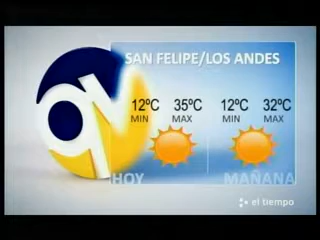 SAN FELIPE/LOS ANDES
12ºC 35ºC 12ºC 32ºC
MIN MAX MIN MAX
HOY MAÑANA
el tiempo